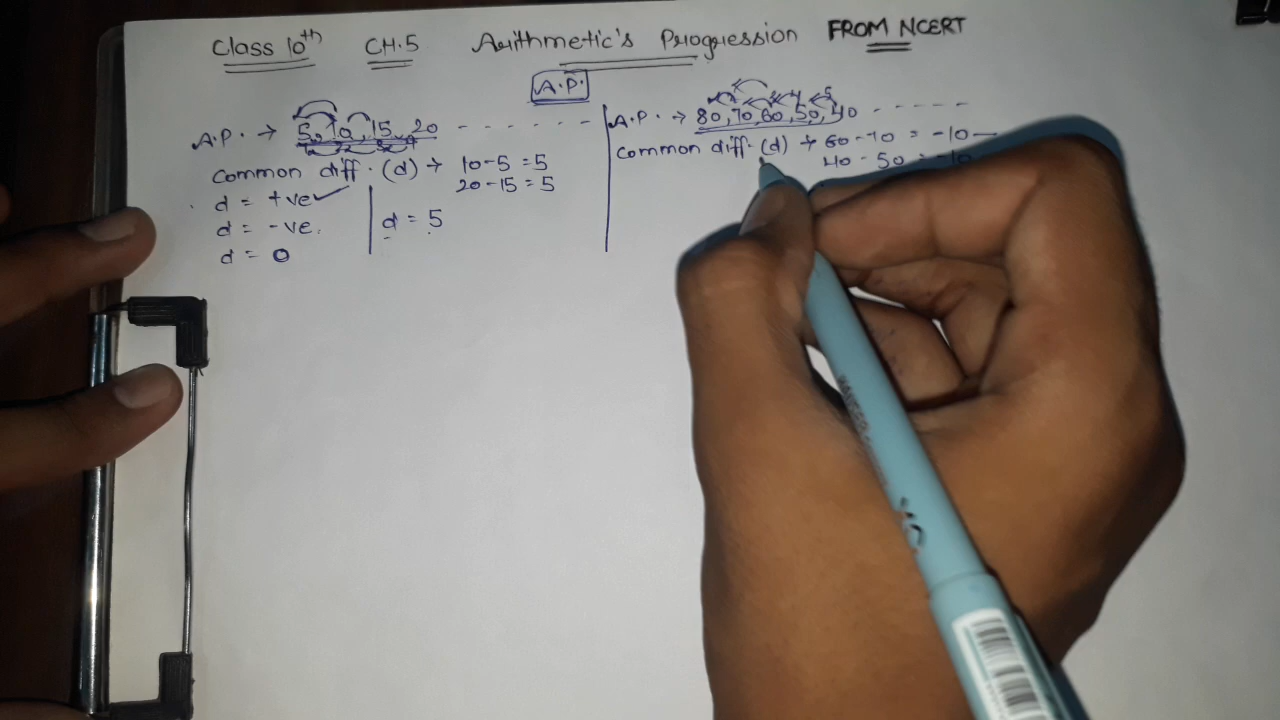 Class 10th CH.5 Arithmetic's Progression FROM NCERT
A.P.
A.P. → 5, 10, 15, 20 - - - - - - -
Common diff. (d) → 10-5 = 5
20-15 = 5
d = +ve ✓
d = -ve.
d = 0
d = 5
A.P. → 80, 70, 60, 50, 40 - - - - - -
Common diff. (d) → 60-70 = -10
40-50 = -10